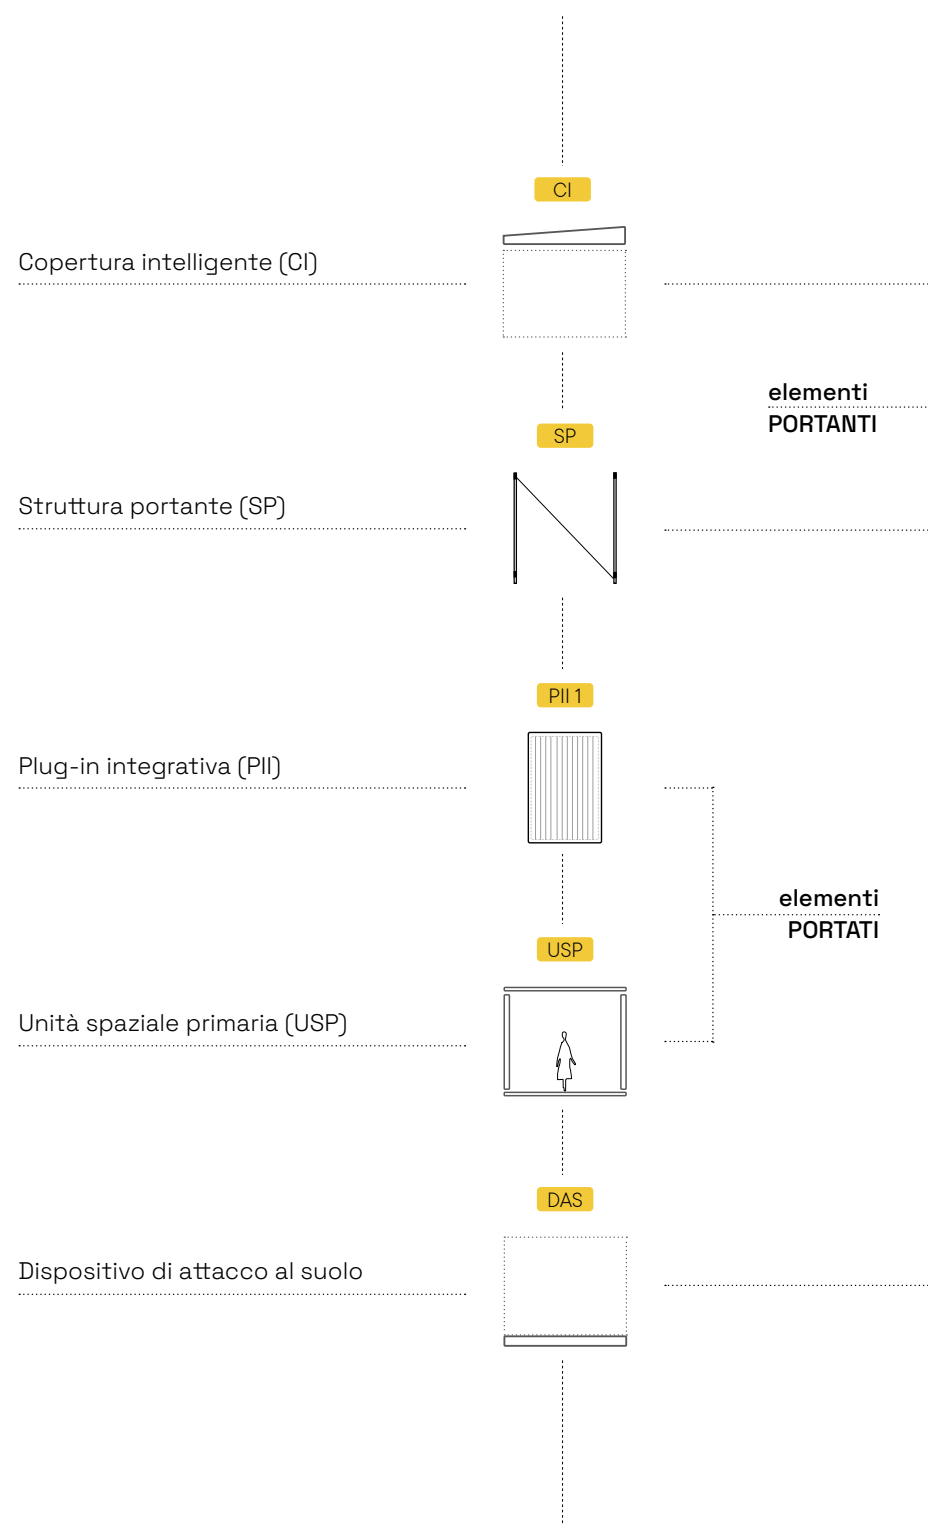 CI
Copertura intelligente (CI)
elementi
PORTANTI
SP
Struttura portante (SP)
PII 1
Plug-in integrativa (PII)
elementi
PORTATI
USP
Unità spaziale primaria (USP)
DAS
Dispositivo di attacco al suolo